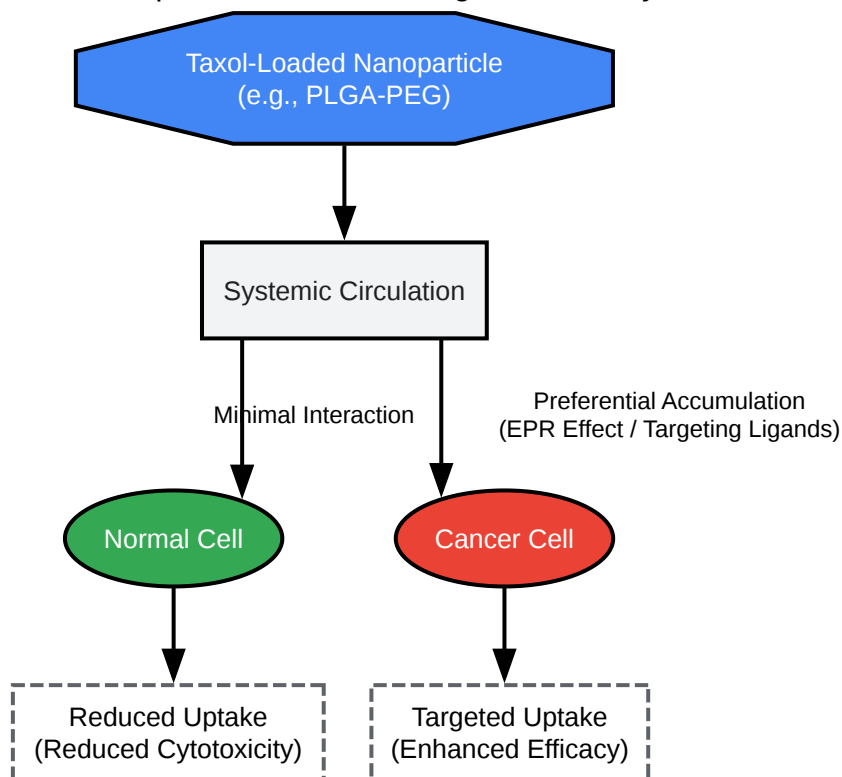 Taxol-Loaded Nanoparticle
(e.g., PLGA-PEG)
Systemic Circulation
Minimal Interaction
Preferential Accumulation
(EPR Effect / Targeting Ligands)
Normal Cell
Cancer Cell
Reduced Uptake
(Reduced Cytotoxicity)
Targeted Uptake
(Enhanced Efficacy)